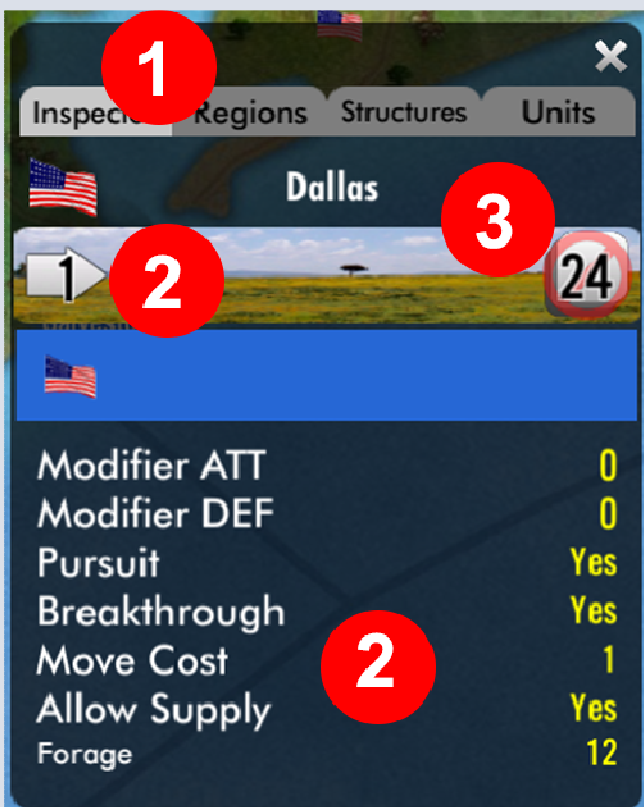 1
Inspec Regions Structures Units
Dallas
3
1 2 24
Modifier ATT 0
Modifier DEF 0
Pursuit Yes
Breakthrough Yes
2
Move Cost 1
Allow Supply Yes
Forage 12